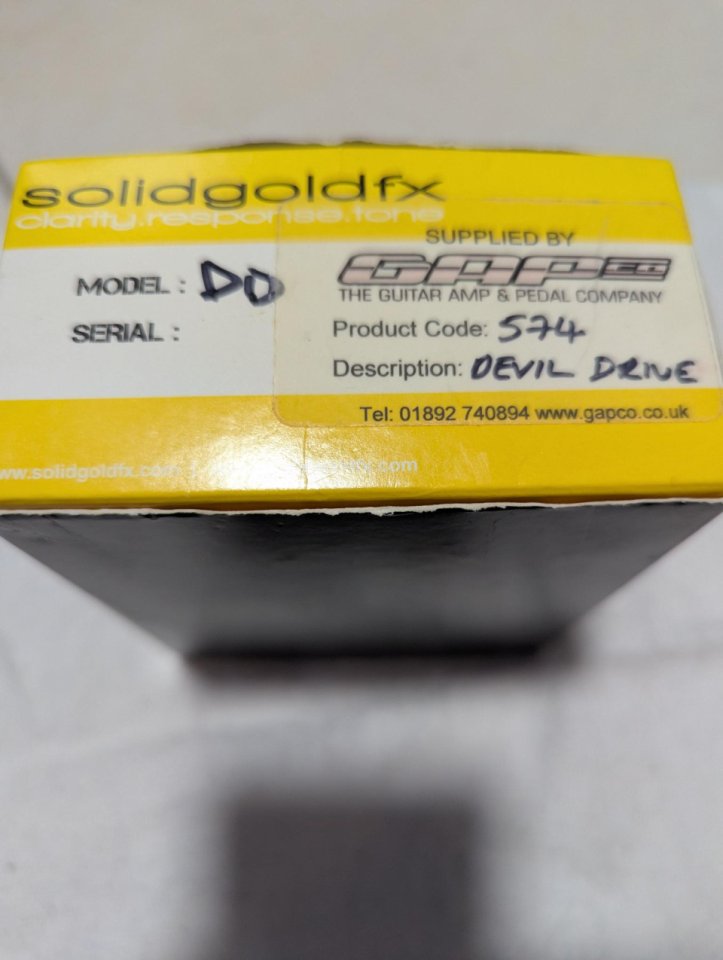 solidgoldfx
clarity.response.tone
MODEL : DD
SERIAL :
SUPPLIED BY
GAPCO
THE GUITAR AMP & PEDAL COMPANY
Product Code: 574
Description: DEVIL DRIVE
Tel: 01892 740894 www.gapco.co.uk
www.solidgoldfx.com